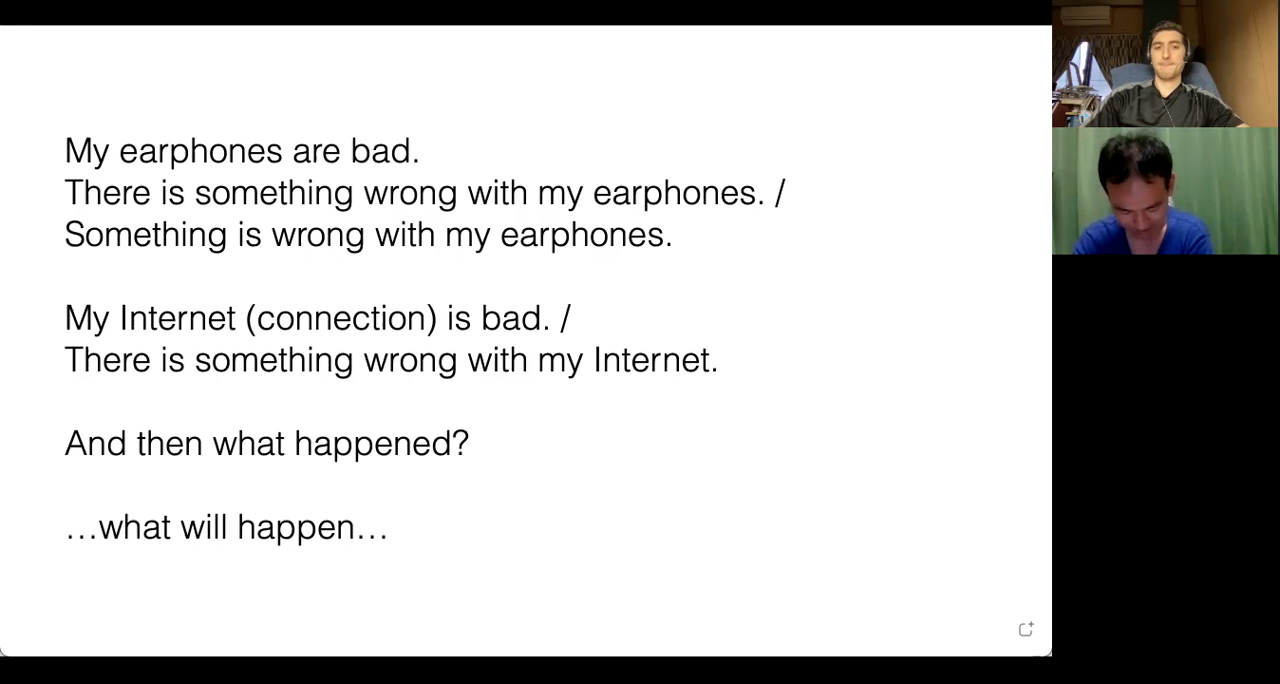 My earphones are bad.
There is something wrong with my earphones. /
Something is wrong with my earphones.
My Internet (connection) is bad. /
There is something wrong with my Internet.
And then what happened?
…what will happen…